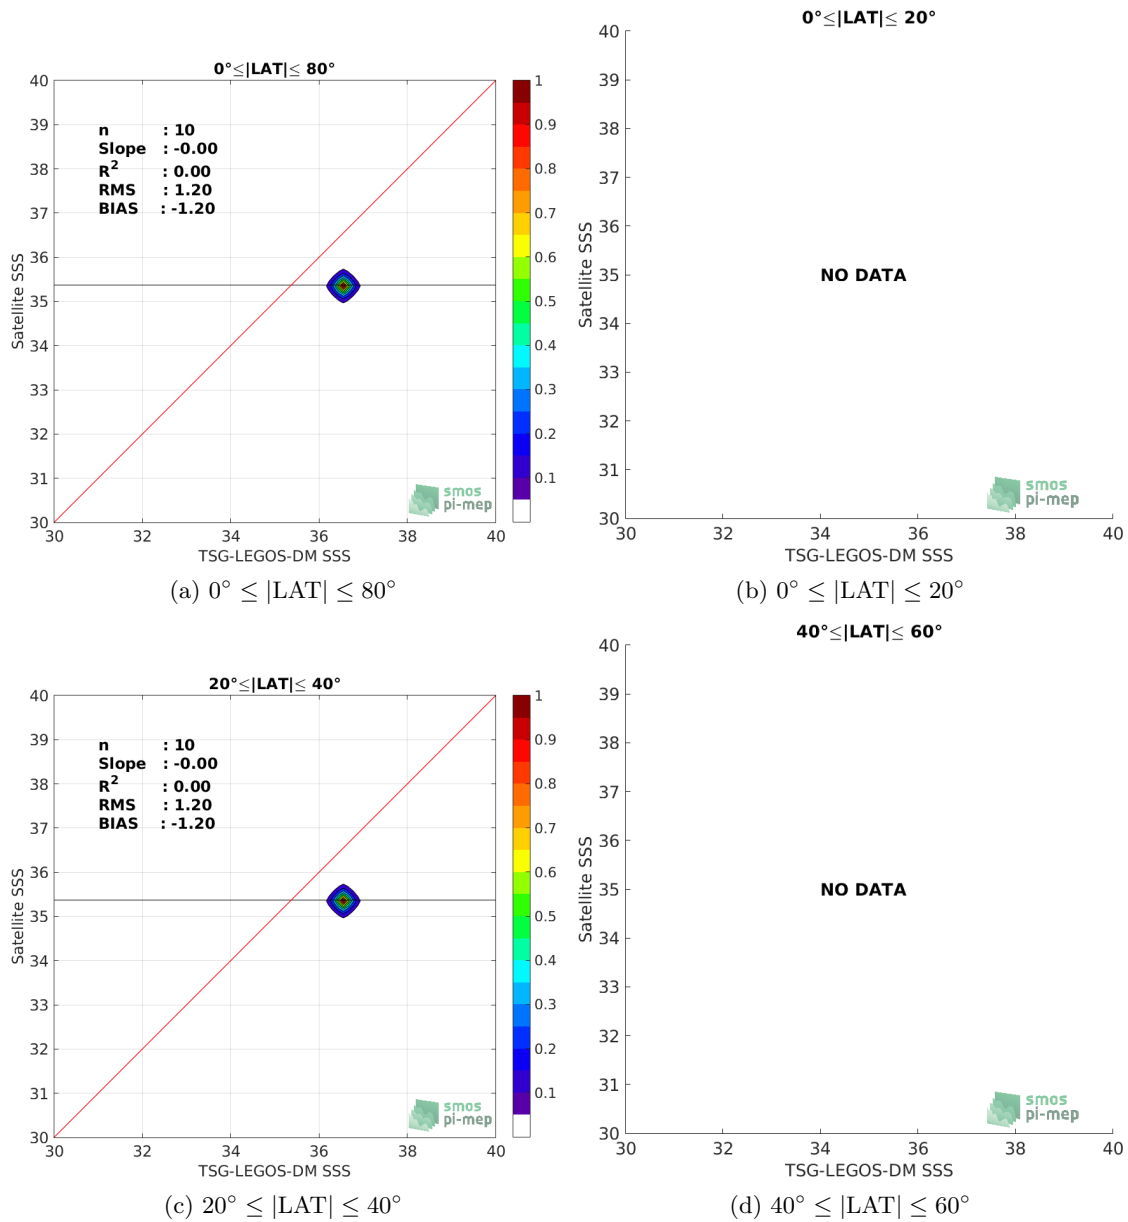 0°≤|LAT|≤ 80°
40
39
38
37
36
35
34
33
32
31
30
Satellite SSS
n : 10
Slope : -0.00
R² : 0.00
RMS : 1.20
BIAS : -1.20
1
0.9
0.8
0.7
0.6
0.5
0.4
0.3
0.2
0.1
smos
pi-mep
30 32 34 36 38 40
TSG-LEGOS-DM SSS
(a) 0° ≤ |LAT| ≤ 80°
0°≤|LAT|≤ 20°
40
39
38
37
36
35
34
33
32
31
30
Satellite SSS
NO DATA
smos
pi-mep
30 32 34 36 38 40
TSG-LEGOS-DM SSS
(b) 0° ≤ |LAT| ≤ 20°
20°≤|LAT|≤ 40°
40
39
38
37
36
35
34
33
32
31
30
Satellite SSS
n : 10
Slope : -0.00
R² : 0.00
RMS : 1.20
BIAS : -1.20
1
0.9
0.8
0.7
0.6
0.5
0.4
0.3
0.2
0.1
smos
pi-mep
30 32 34 36 38 40
TSG-LEGOS-DM SSS
(c) 20° ≤ |LAT| ≤ 40°
40°≤|LAT|≤ 60°
40
39
38
37
36
35
34
33
32
31
30
Satellite SSS
NO DATA
smos
pi-mep
30 32 34 36 38 40
TSG-LEGOS-DM SSS
(d) 40° ≤ |LAT| ≤ 60°